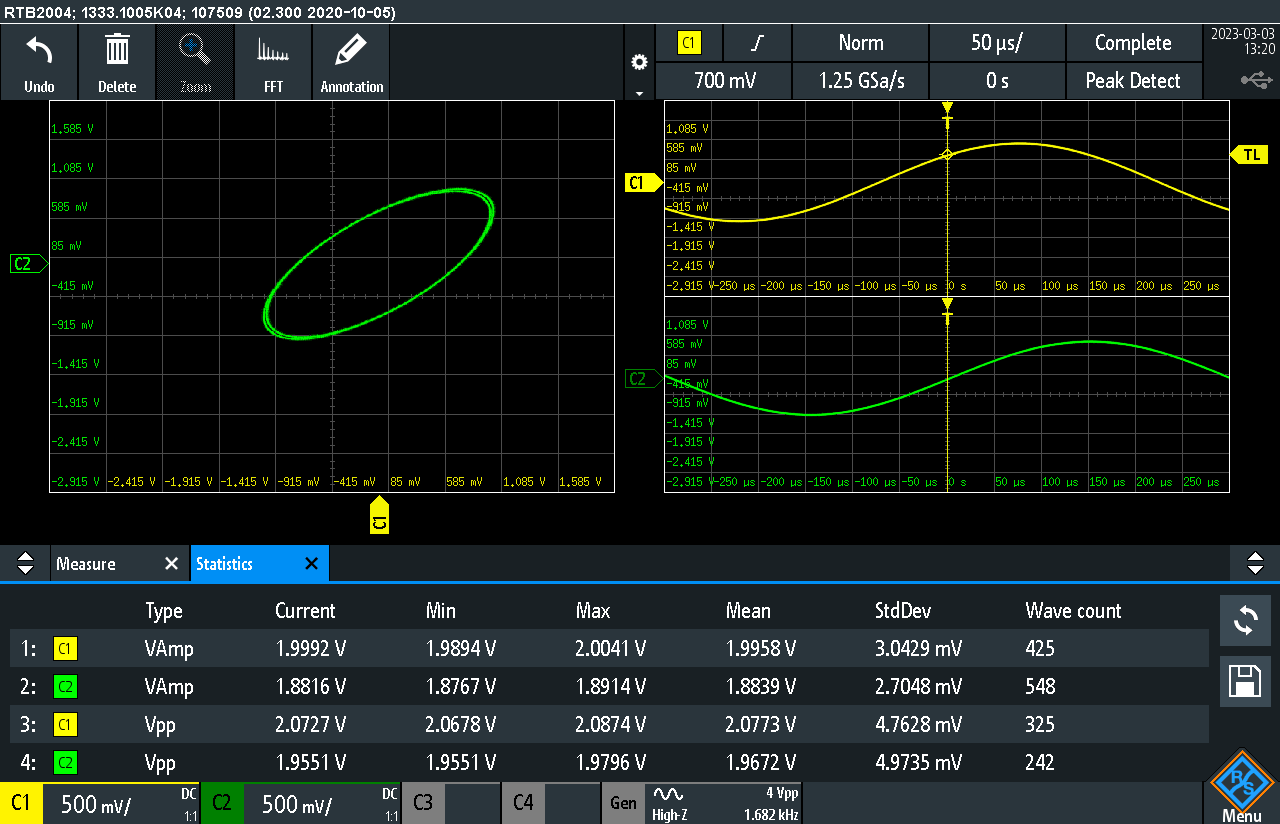 RTB2004; 1333.1005K04; 107509 (02.300 2020-10-05)
Undo Delete Zoom FFT Annotation
C1 Norm 50 µs/ Complete 2023-03-03
13:20
700 mV 1.25 GSa/s 0 s Peak Detect
1.585 V
1.085 V
585 mV
85 mV
C2
-415 mV
-915 mV
-1.415 V
-1.915 V
-2.415 V
-2.915 V -2.415 V -1.915 V -1.415 V -915 mV -415 mV 85 mV 585 mV 1.085 V 1.585 V
C1
T
1.085 V
585 mV
TL
85 mV
C1
-415 mV
-915 mV
-1.415 V
-1.915 V
-2.415 V
-2.915 V -250 µs -200 µs -150 µs -100 µs -50 µs 0 s 50 µs 100 µs 150 µs 200 µs 250 µs
T
1.085 V
585 mV
85 mV
C2
-415 mV
-915 mV
-1.415 V
-1.915 V
-2.415 V
-2.915 V -250 µs -200 µs -150 µs -100 µs -50 µs 0 s 50 µs 100 µs 150 µs 200 µs 250 µs
Measure Statistics
Type Current Min Max Mean StdDev Wave count
1: C1 VAmp 1.9992 V 1.9894 V 2.0041 V 1.9958 V 3.0429 mV 425
2: C2 VAmp 1.8816 V 1.8767 V 1.8914 V 1.8839 V 2.7048 mV 548
3: C1 Vpp 2.0727 V 2.0678 V 2.0874 V 2.0773 V 4.7628 mV 325
4: C2 Vpp 1.9551 V 1.9551 V 1.9796 V 1.9672 V 4.9735 mV 242
C1 500 mV/ DC 1:1 C2 500 mV/ DC 1:1 C3 C4 Gen High-Z 4 Vpp
1.682 kHz
R&S
Menu